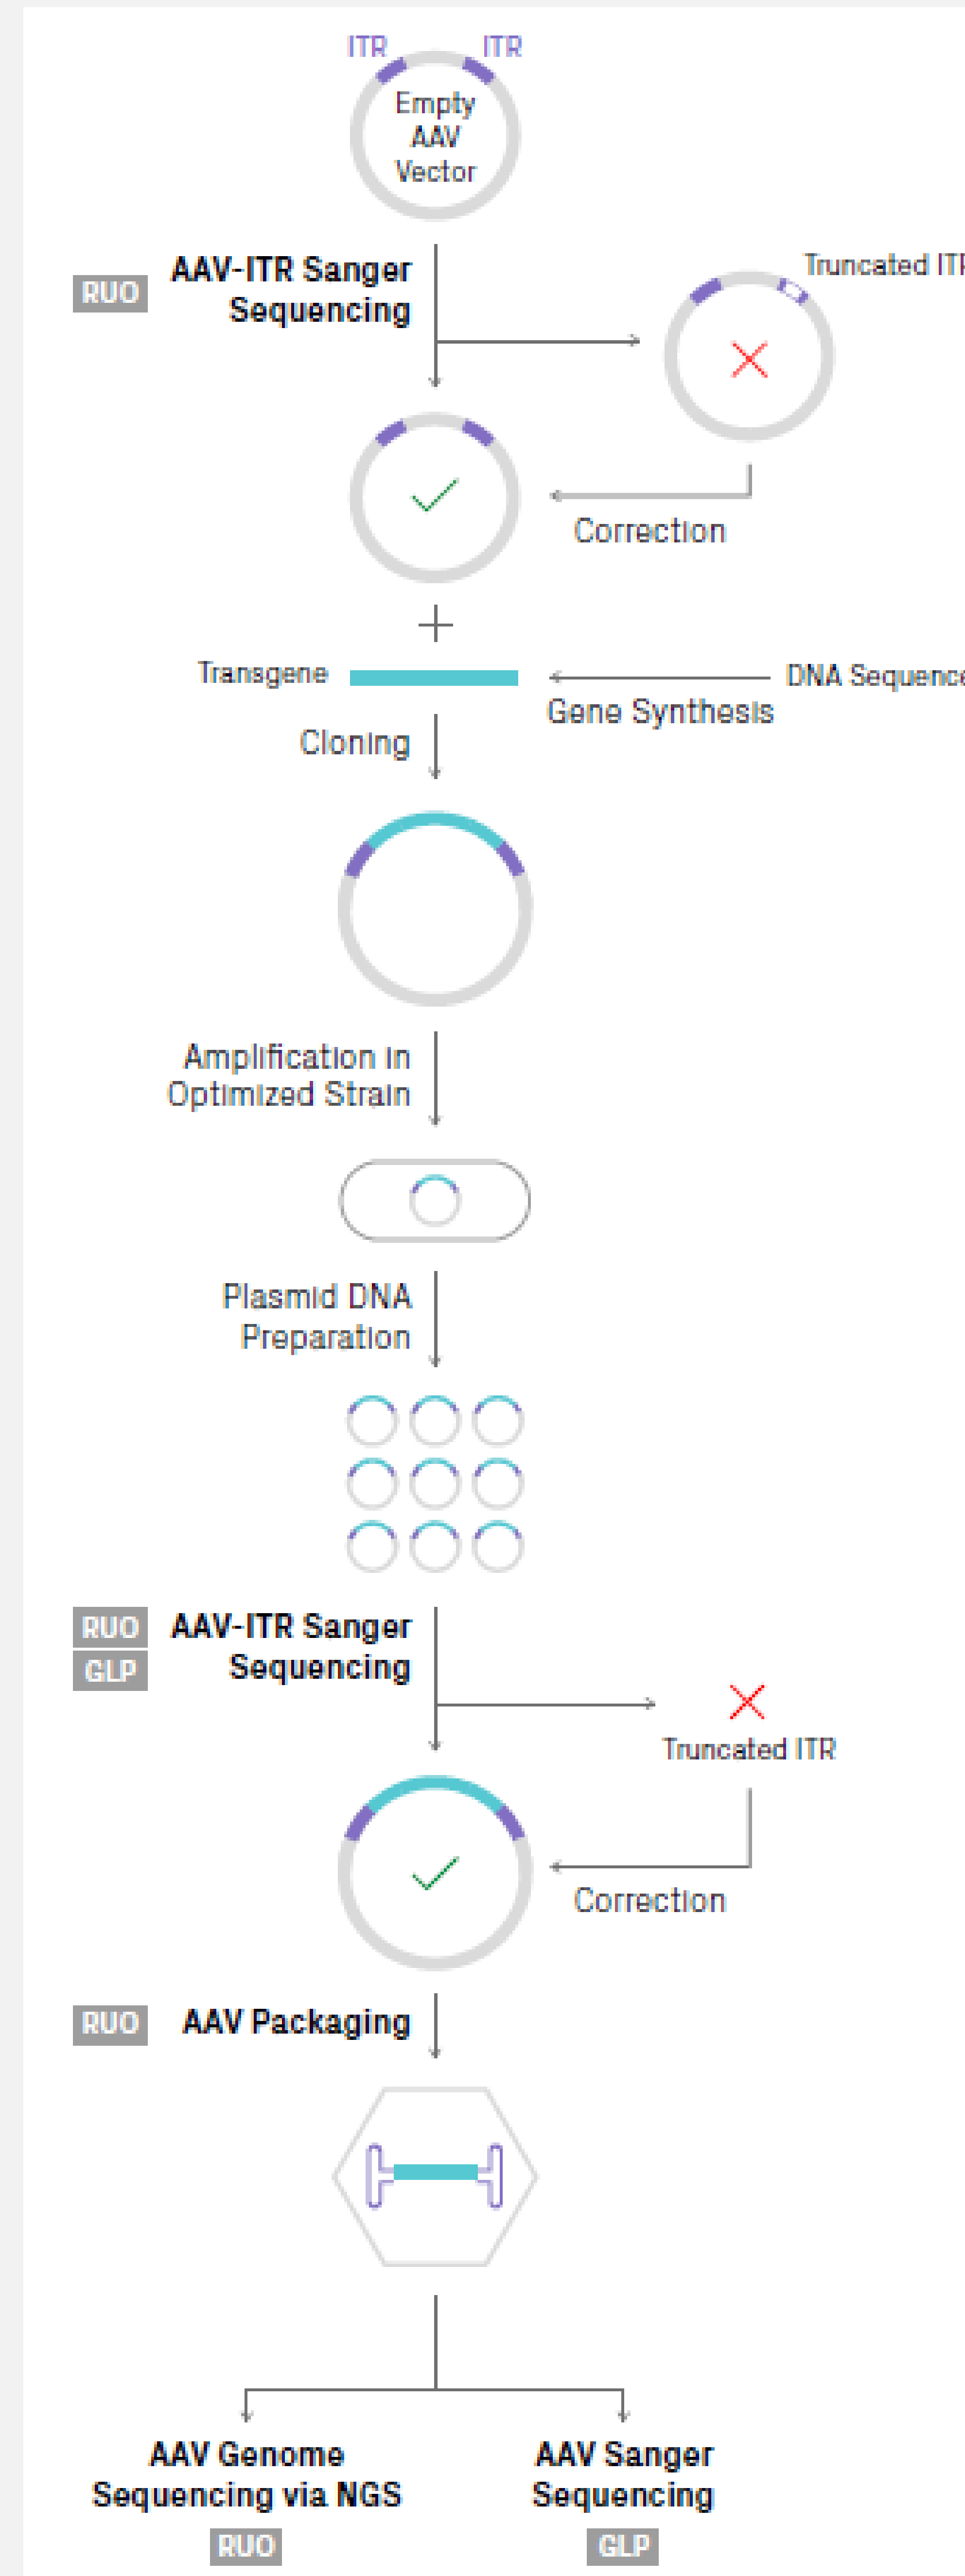 ITR ITR
Empty
AAV
Vector
RUO AAV-ITR Sanger
Sequencing
Truncated ITR
Correction
Transgene
DNA Sequence
Gene Synthesis
Cloning
Amplification in
Optimized Strain
Plasmid DNA
Preparation
RUO AAV-ITR Sanger
GLP Sequencing
Truncated ITR
Correction
RUO AAV Packaging
AAV Genome
Sequencing via NGS
RUO
AAV Sanger
Sequencing
GLP